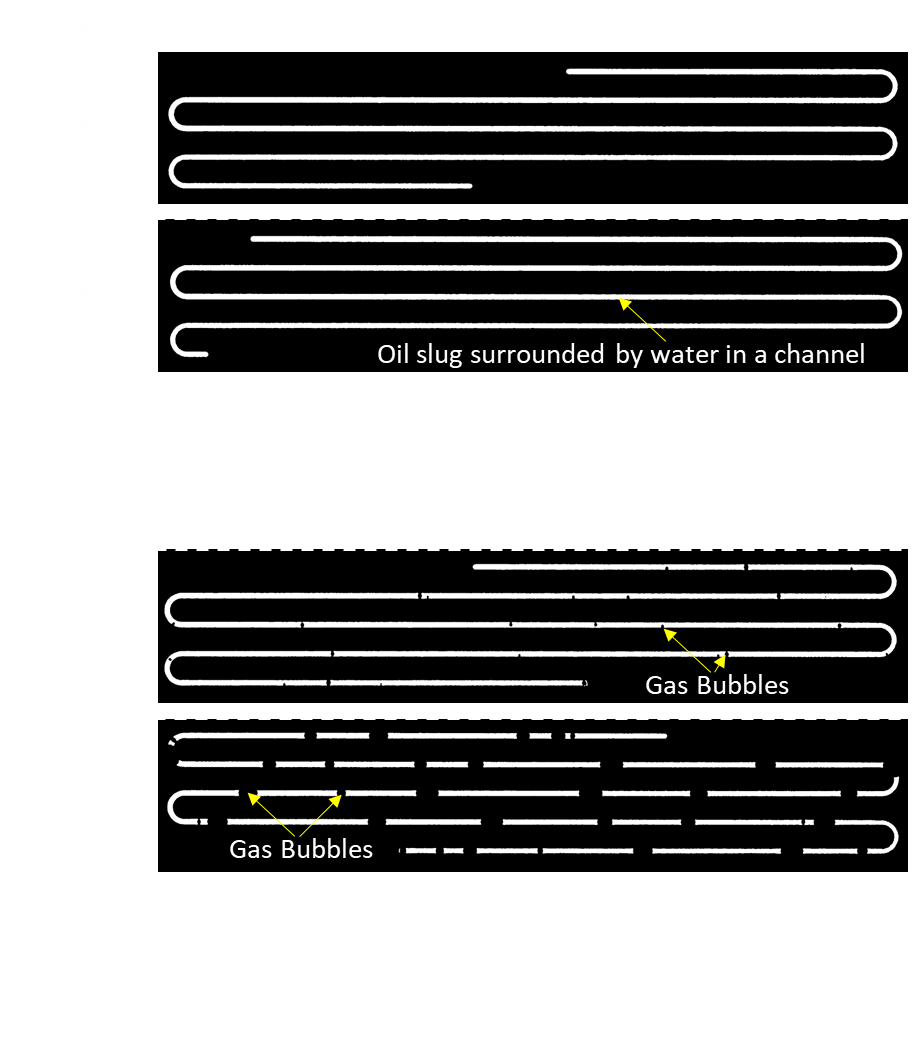 Oil slug surrounded by water in a channel
Gas Bubbles
Gas Bubbles